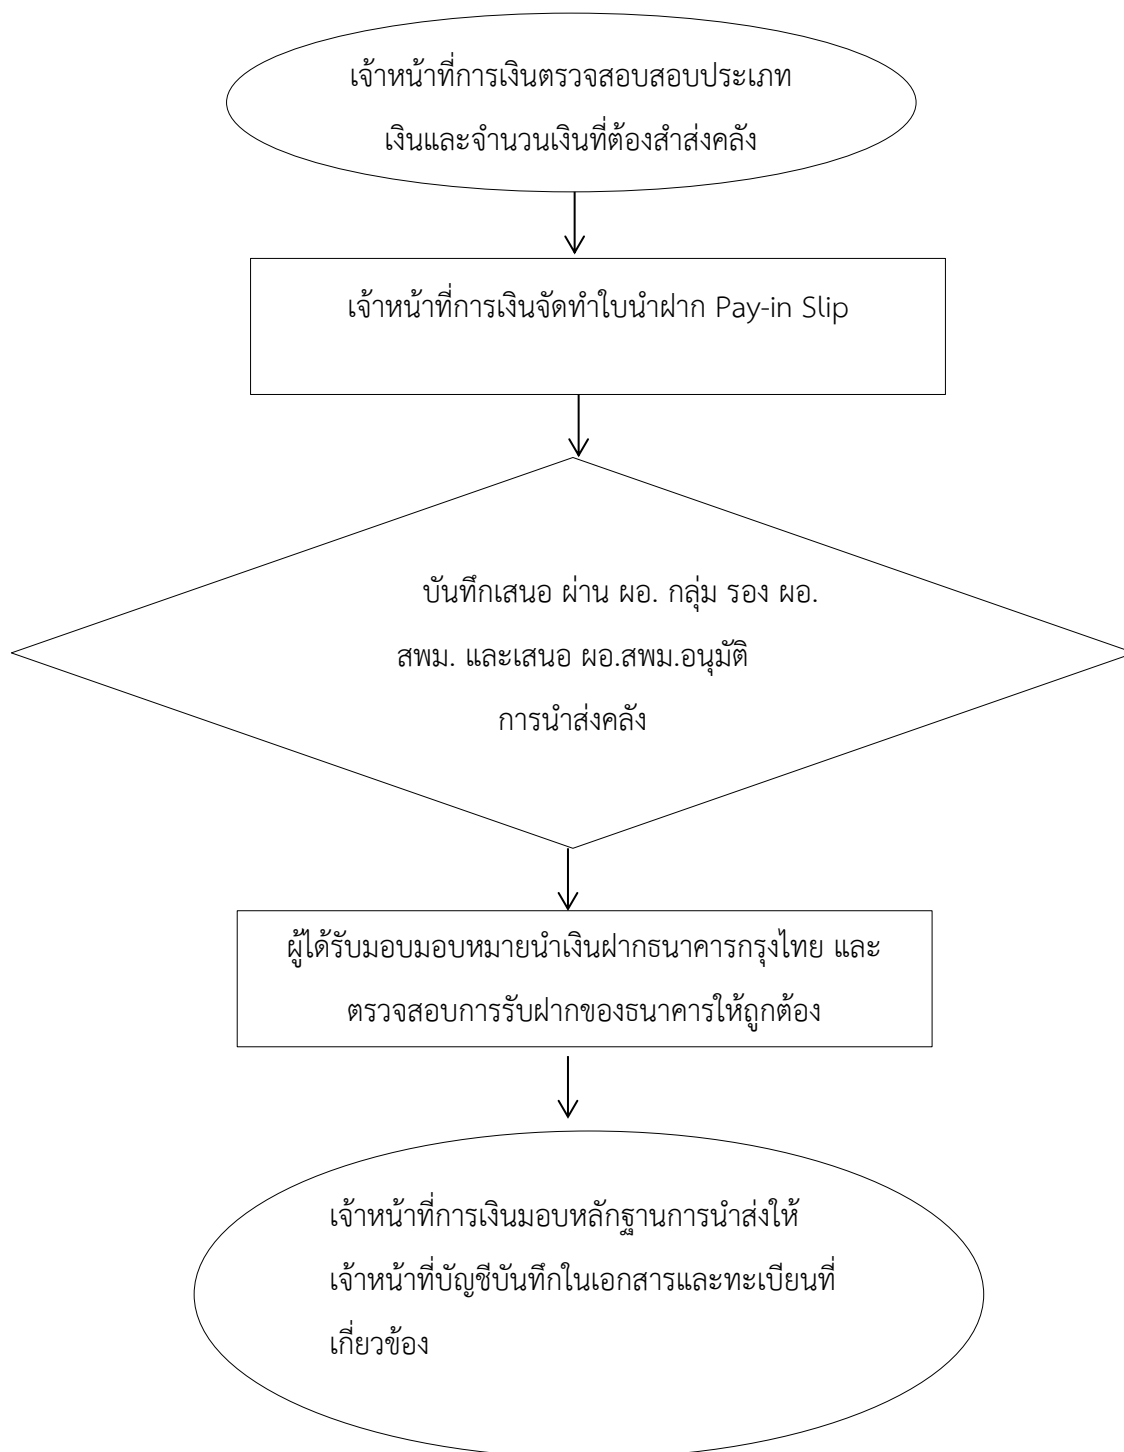 เจ้าหน้าที่การเงินตรวจสอบสอบประเภท
เงินและจำนวนเงินที่ต้องสำส่งคลัง
เจ้าหน้าที่การเงินจัดทำใบนำฝาก Pay-in Slip
บันทึกเสนอ ผ่าน ผอ. กลุ่ม รอง ผอ.
สพม. และเสนอ ผอ.สพม.อนุมัติ
การนำส่งคลัง
ผู้ได้รับมอบมอบหมายนำเงินฝากธนาคารกรุงไทย และ
ตรวจสอบการรับฝากของธนาคารให้ถูกต้อง
เจ้าหน้าที่การเงินมอบหลักฐานการนำส่งให้
เจ้าหน้าที่บัญชีบันทึกในเอกสารและทะเบียนที่
เกี่ยวข้อง